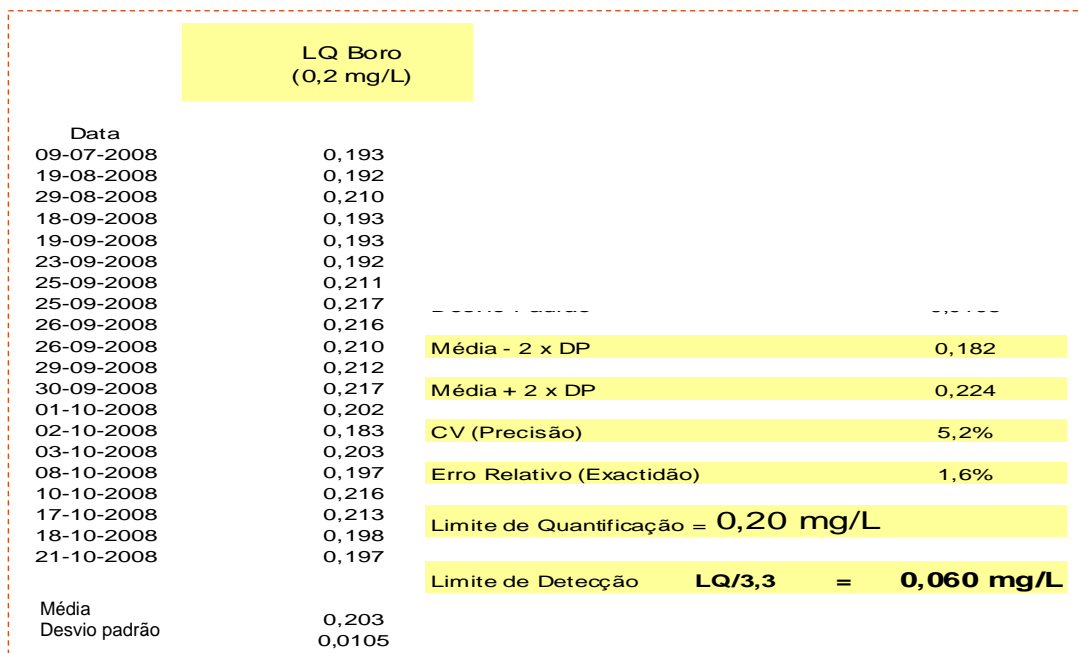 LQ Boro
(0,2 mg/L)
Data
09-07-2008 0,193
19-08-2008 0,192
29-08-2008 0,210
18-09-2008 0,193
19-09-2008 0,193
23-09-2008 0,192
25-09-2008 0,211
25-09-2008 0,217
26-09-2008 0,216
26-09-2008 0,210
29-09-2008 0,212
30-09-2008 0,217
01-10-2008 0,202
02-10-2008 0,183
03-10-2008 0,203
08-10-2008 0,197
10-10-2008 0,216
17-10-2008 0,213
18-10-2008 0,198
21-10-2008 0,197
Média 0,203
Desvio padrão 0,0105
Média - 2 x DP 0,182
Média + 2 x DP 0,224
CV (Precisão) 5,2%
Erro Relativo (Exactidão) 1,6%
Limite de Quantificação = 0,20 mg/L
Limite de Detecção LQ/3,3 = 0,060 mg/L